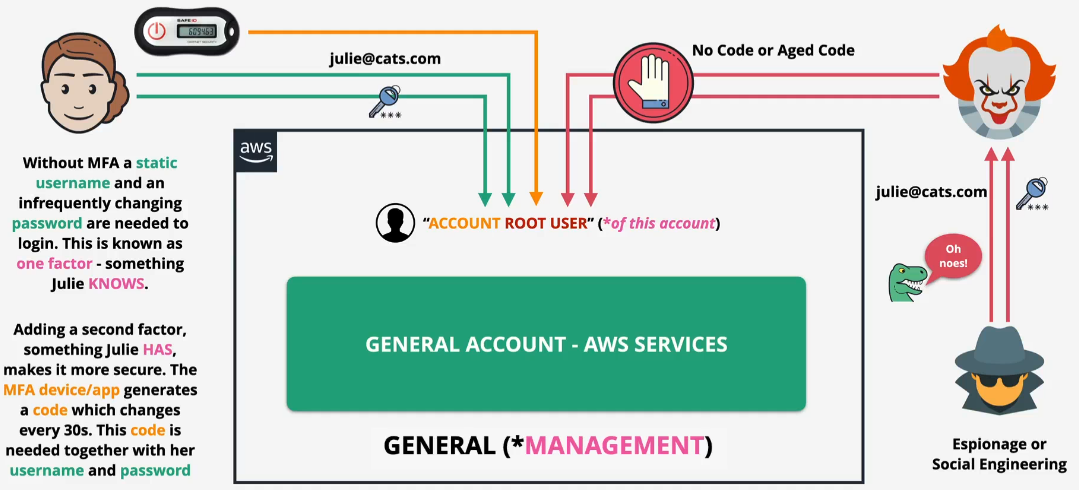 SAFEID
julie@cats.com
***
No Code or Aged Code
aws
Without MFA a static
username and an
infrequently changing
password are needed to
login. This is known as
one factor - something
Julie KNOWS.
Adding a second factor,
something Julie HAS,
makes it more secure. The
MFA device/app generates
a code which changes
every 30s. This code is
needed together with her
username and password
“ACCOUNT ROOT USER” (*of this account)
GENERAL ACCOUNT - AWS SERVICES
GENERAL (*MANAGEMENT)
julie@cats.com
***
Oh
noes!
Espionage or
Social Engineering